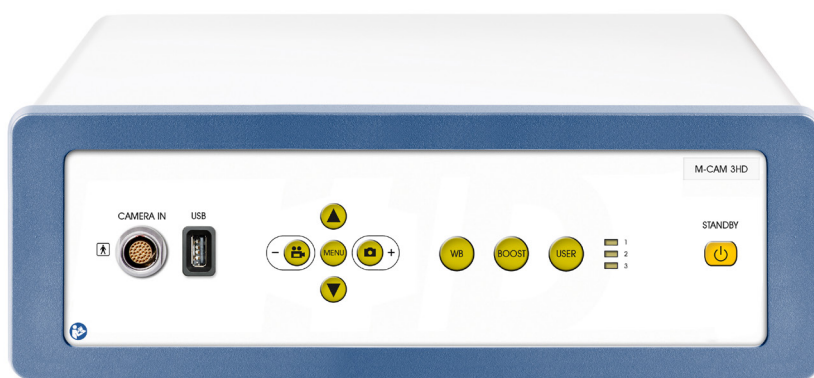 M-CAM 3HD
CAMERA IN
USB
STANDBY
- MENU +
WB
BOOST
USER
1
2
3